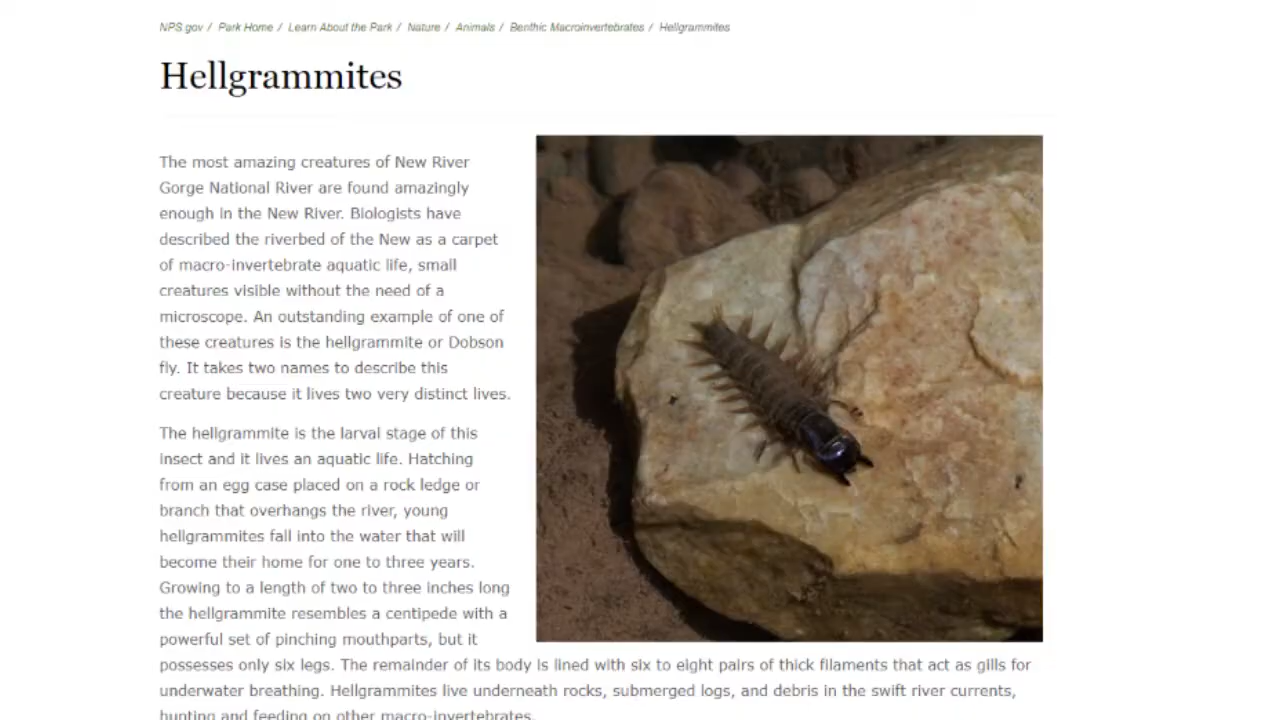 NPS.gov / Park Home / Learn About the Park / Nature / Animals / Benthic Macroinvertebrates / Hellgrammites
Hellgrammites
The most amazing creatures of New River
Gorge National River are found amazingly
enough in the New River. Biologists have
described the riverbed of the New as a carpet
of macro-invertebrate aquatic life, small
creatures visible without the need of a
microscope. An outstanding example of one of
these creatures is the hellgrammite or Dobson
fly. It takes two names to describe this
creature because it lives two very distinct lives.
The hellgrammite is the larval stage of this
insect and it lives an aquatic life. Hatching
from an egg case placed on a rock ledge or
branch that overhangs the river, young
hellgrammites fall into the water that will
become their home for one to three years.
Growing to a length of two to three inches long
the hellgrammite resembles a centipede with a
powerful set of pinching mouthparts, but it
possesses only six legs. The remainder of its body is lined with six to eight pairs of thick filaments that act as gills for
underwater breathing. Hellgrammites live underneath rocks, submerged logs, and debris in the swift river currents,
hunting and feeding on other macro-invertebrates.